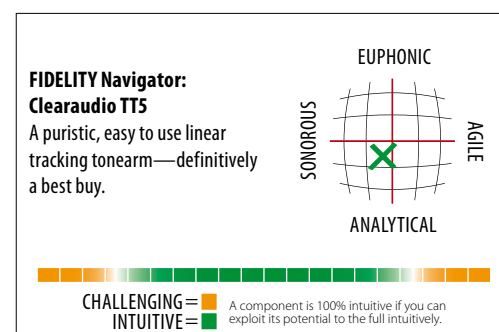 FIDELITY Navigator:
Clearaudio TT5
A puristic, easy to use linear
tracking tonearm—definitively
a best buy.
EUPHONIC
SONOROUS
AGILE
ANALYTICAL
CHALLENGING =
INTUITIVE =
A component is 100% intuitive if you can
exploit its potential to the full intuitively.